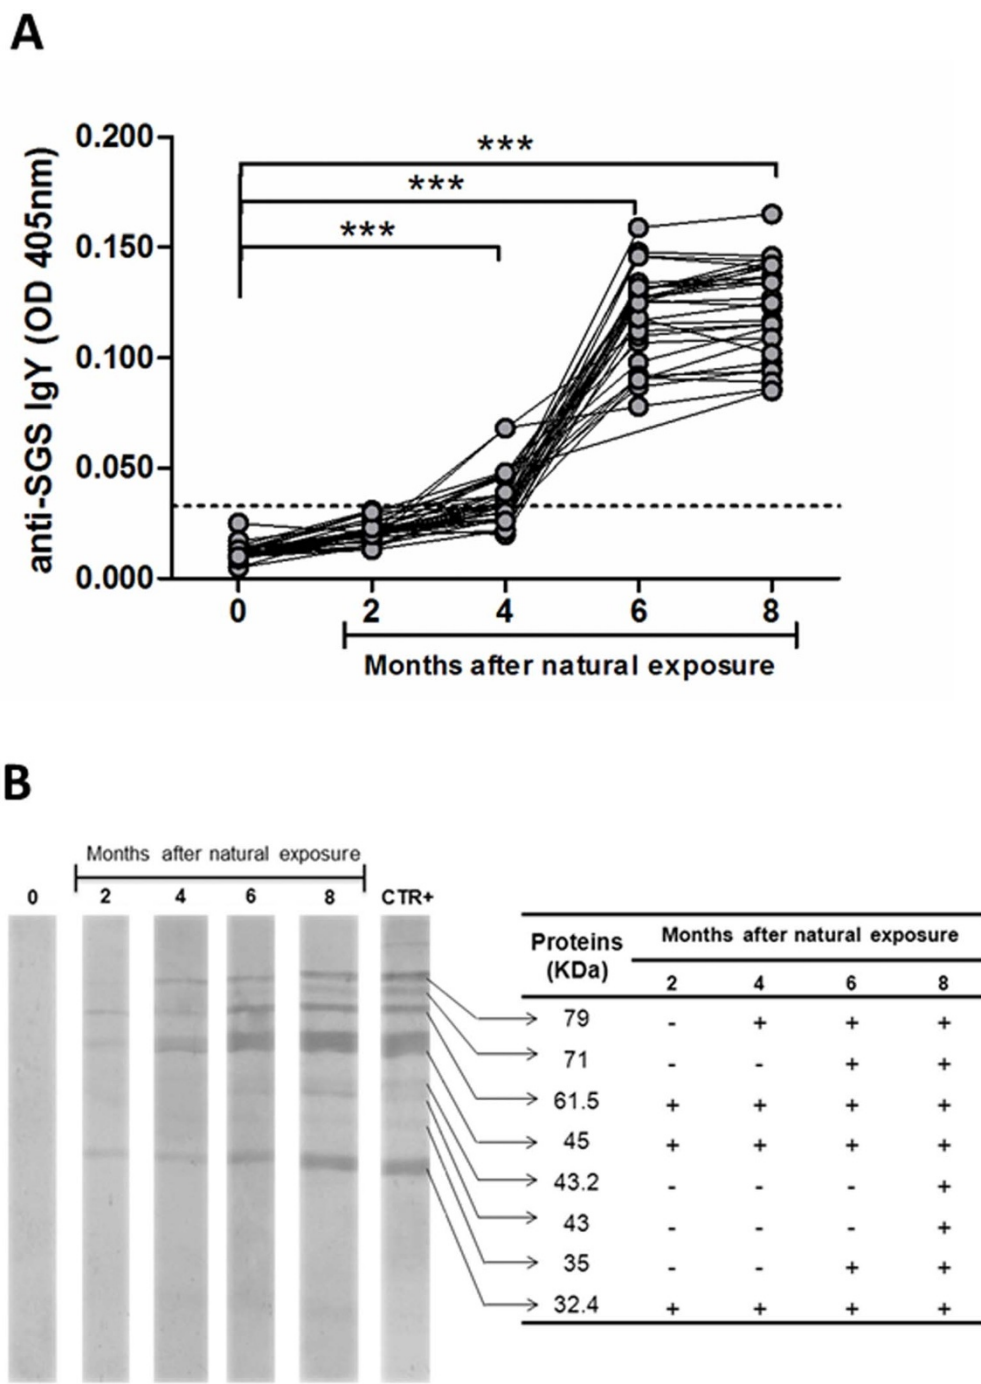 A
anti-SGS IgY (OD 405nm)
0.200
0.150
0.100
0.050
0.000
***
***
***
0 2 4 6 8
Months after natural exposure
B
Months after natural exposure
0 2 4 6 8 CTR+
Proteins (KDa)
Months after natural exposure
2 4 6 8
79 - + + +
71 - - + +
61.5 + + + +
45 + + + +
43.2 - - - +
43 - - - +
35 - - + +
32.4 + + + +